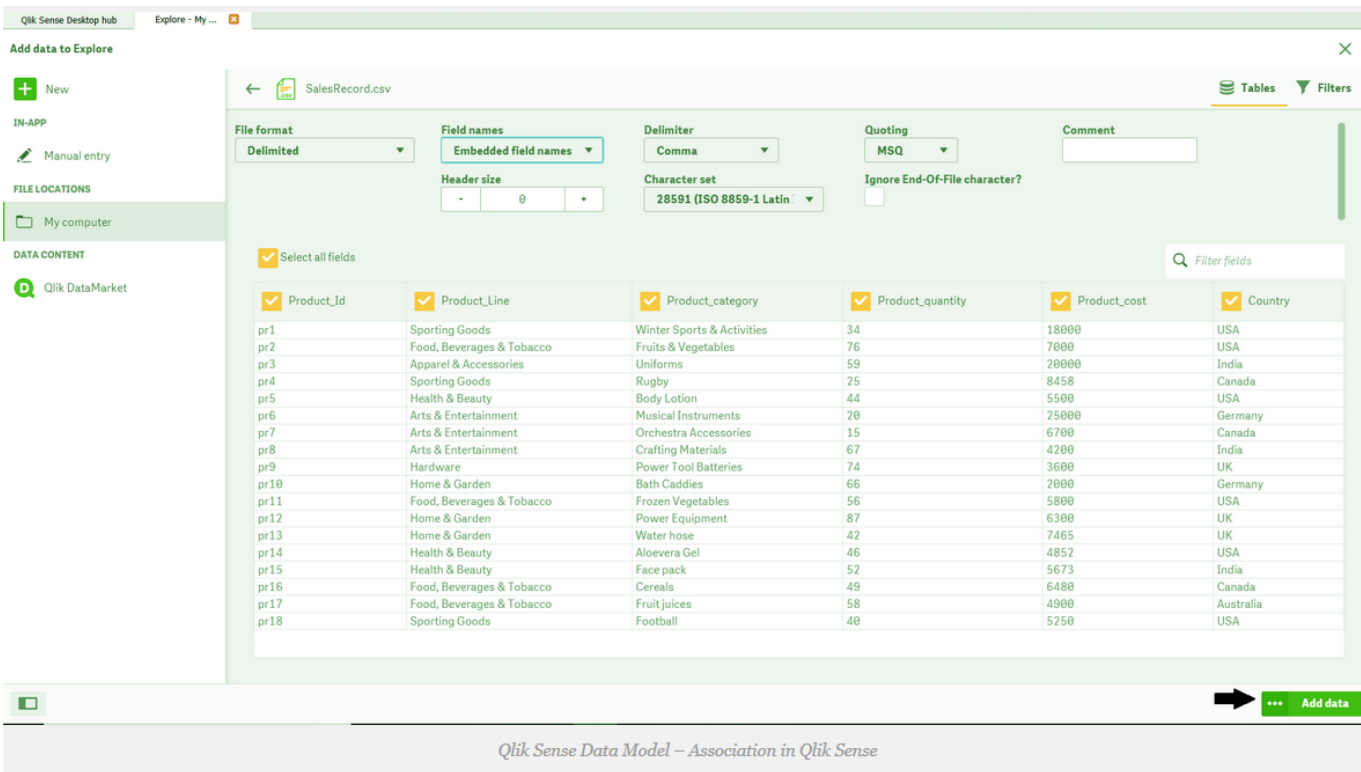 Qlik Sense Desktop hub Explore - My ...
Add data to Explore
New
SalesRecord.csv
Tables Filters
IN-APP
Manual entry
FILE LOCATIONS
My computer
DATA CONTENT
Qlik DataMarket
File format Field names Delimiter Quoting Comment
Delimited Embedded field names Comma MSQ
Header size Character set Ignore End-Of-File character?
- 0 + 28591 (ISO 8859-1 Latin
Select all fields
Filter fields
Product_Id Product_Line Product_category Product_quantity Product_cost Country
pr1 Sporting Goods Winter Sports & Activities 34 18000 USA
pr2 Food, Beverages & Tobacco Fruits & Vegetables 76 7000 USA
pr3 Apparel & Accessories Uniforms 59 20000 India
pr4 Sporting Goods Rugby 25 8458 Canada
pr5 Health & Beauty Body Lotion 44 5500 USA
pr6 Arts & Entertainment Musical Instruments 20 25000 Germany
pr7 Arts & Entertainment Orchestra Accessories 15 6700 Canada
pr8 Arts & Entertainment Crafting Materials 67 4200 India
pr9 Hardware Power Tool Batteries 74 3600 UK
pr10 Home & Garden Bath Caddies 66 2000 Germany
pr11 Food, Beverages & Tobacco Frozen Vegetables 56 5800 USA
pr12 Home & Garden Power Equipment 87 6300 UK
pr13 Home & Garden Water hose 42 7465 UK
pr14 Health & Beauty Aloevera Gel 46 4852 USA
pr15 Health & Beauty Face pack 52 5673 India
pr16 Food, Beverages & Tobacco Cereals 49 6480 Canada
pr17 Food, Beverages & Tobacco Fruit juices 58 4900 Australia
pr18 Sporting Goods Football 40 5250 USA
••• Add data
Qlik Sense Data Model – Association in Qlik Sense